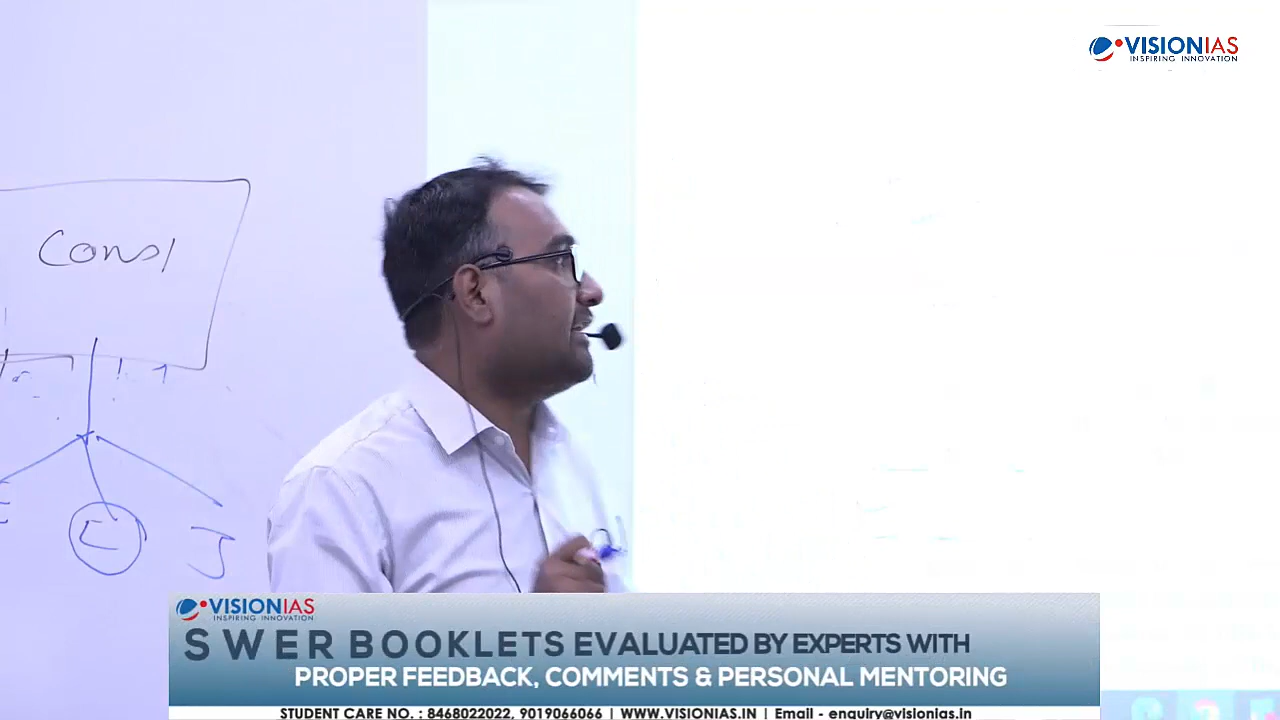 VISIONIAS
INSPIRING INNOVATION
Cons
E
L
J
VISIONIAS
INSPIRING INNOVATION
SWER BOOKLETS EVALUATED BY EXPERTS WITH
PROPER FEEDBACK, COMMENTS & PERSONAL MENTORING
STUDENT CARE NO. : 8468022022, 9019066066 | WWW.VISIONIAS.IN | Email - enquiry@visionias.in